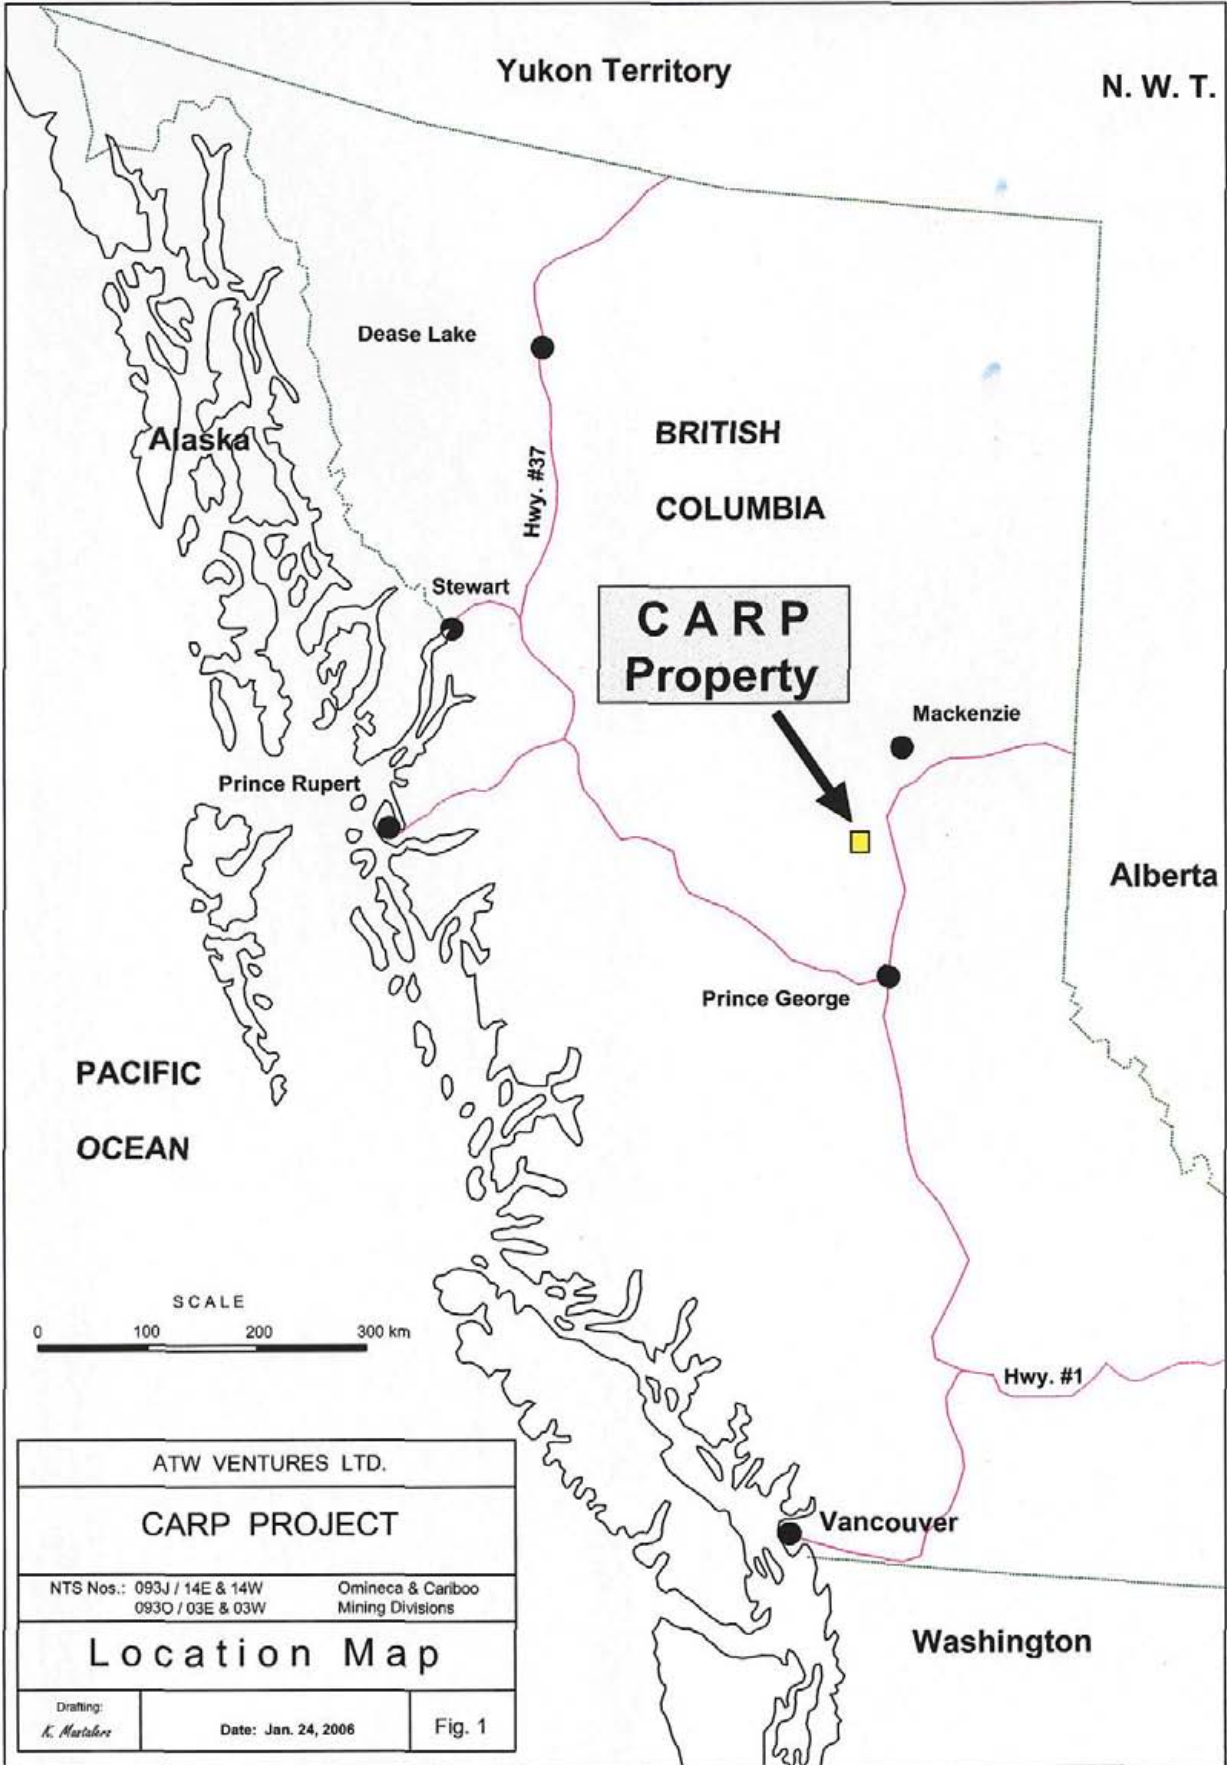 Yukon Territory
N. W. T.
Dease Lake
Alaska
BRITISH
COLUMBIA
Hwy. #37
Stewart
C A R P
Property
Mackenzie
Prince Rupert
Alberta
Prince George
PACIFIC
OCEAN
SCALE
0 100 200 300 km
Hwy. #1
Vancouver
Washington
ATW VENTURES LTD.
CARP PROJECT
NTS Nos.: 093J / 14E & 14W
093O / 03E & 03W
Omineca & Cariboo
Mining Divisions
Location Map
Drafting:
K. Mastalerz
Date: Jan. 24, 2006
Fig. 1